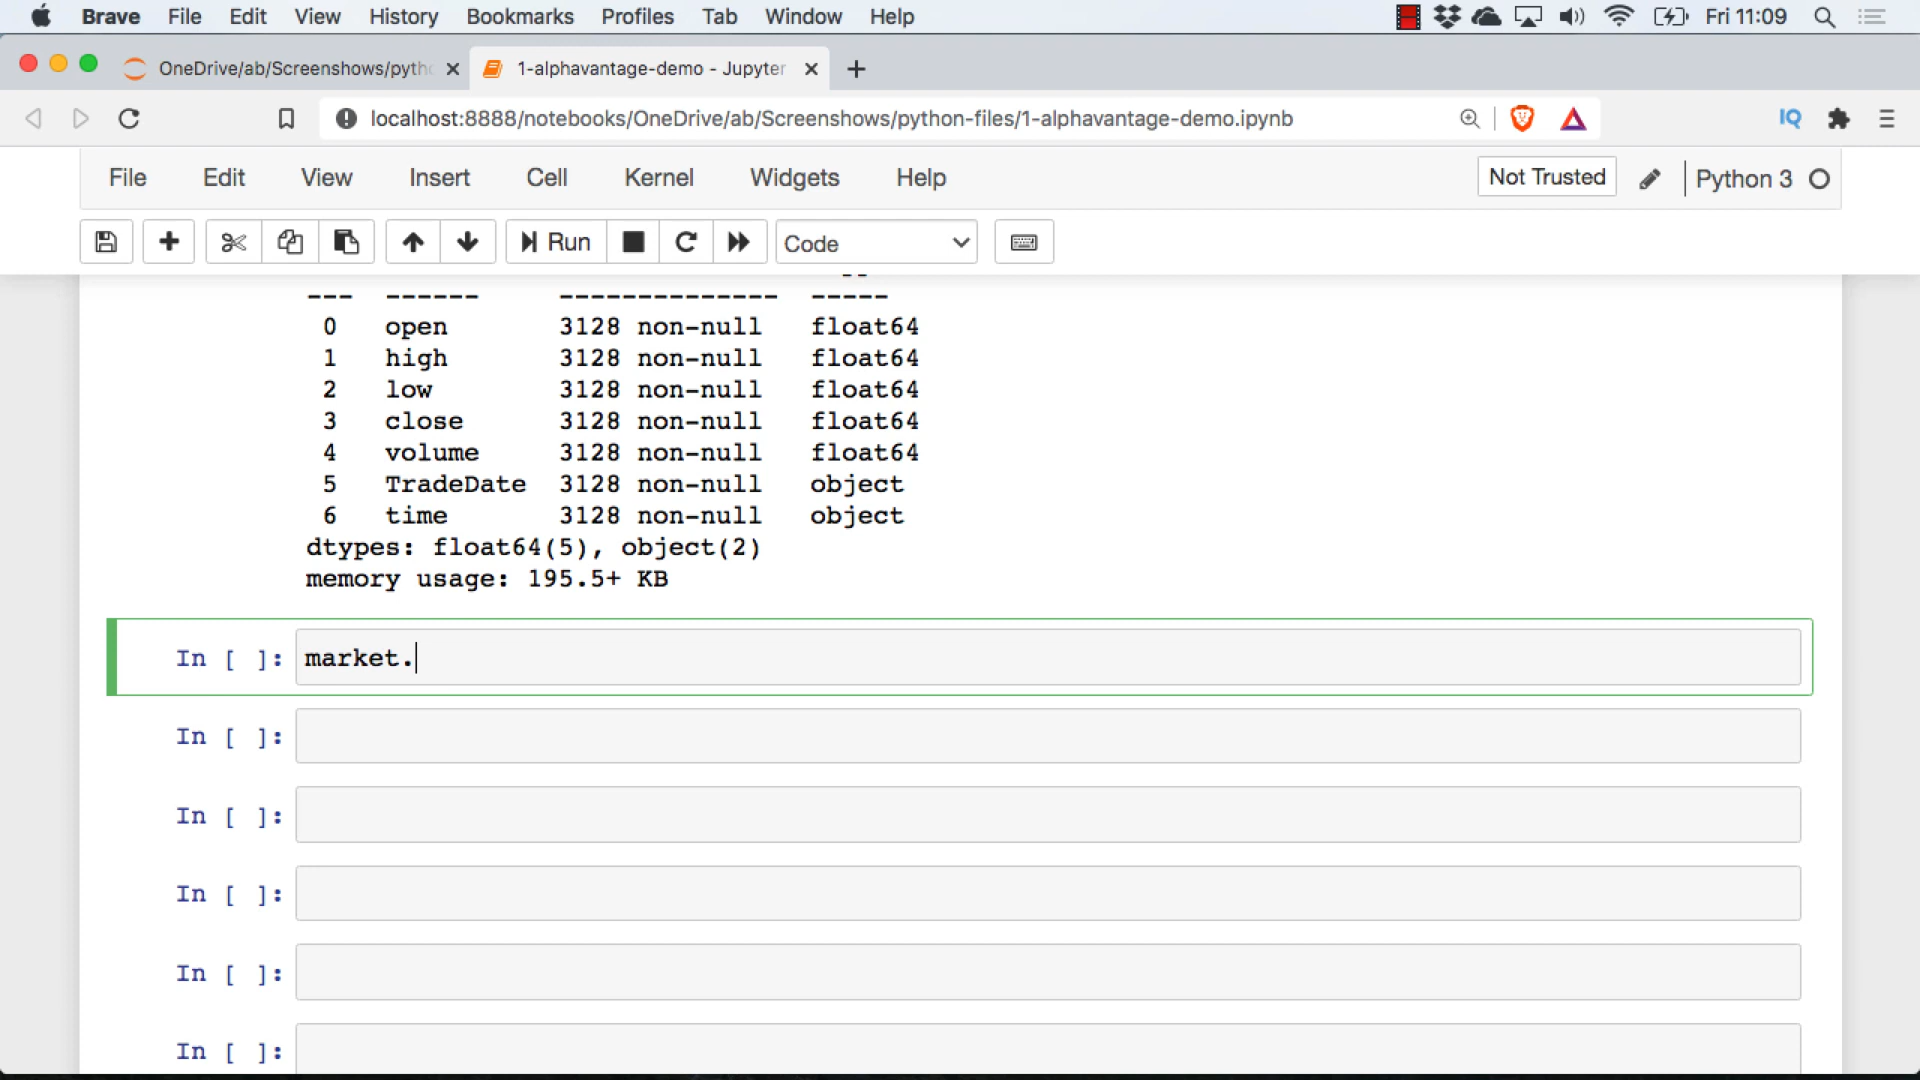 Brave File Edit View History Bookmarks Profiles Tab Window Help Fri 11:09
OneDrive/ab/Screenshows/pyth 1-alphavantage-demo - Jupyter
localhost:8888/notebooks/OneDrive/ab/Screenshows/python-files/1-alphavantage-demo.ipynb IQ
File Edit View Insert Cell Kernel Widgets Help Not Trusted Python 3
Run Code
--- ------ -------------- -----
0 open 3128 non-null float64
1 high 3128 non-null float64
2 low 3128 non-null float64
3 close 3128 non-null float64
4 volume 3128 non-null float64
5 TradeDate 3128 non-null object
6 time 3128 non-null object
dtypes: float64(5), object(2)
memory usage: 195.5+ KB
In [ ]: market.
In [ ]:
In [ ]:
In [ ]:
In [ ]:
In [ ]: